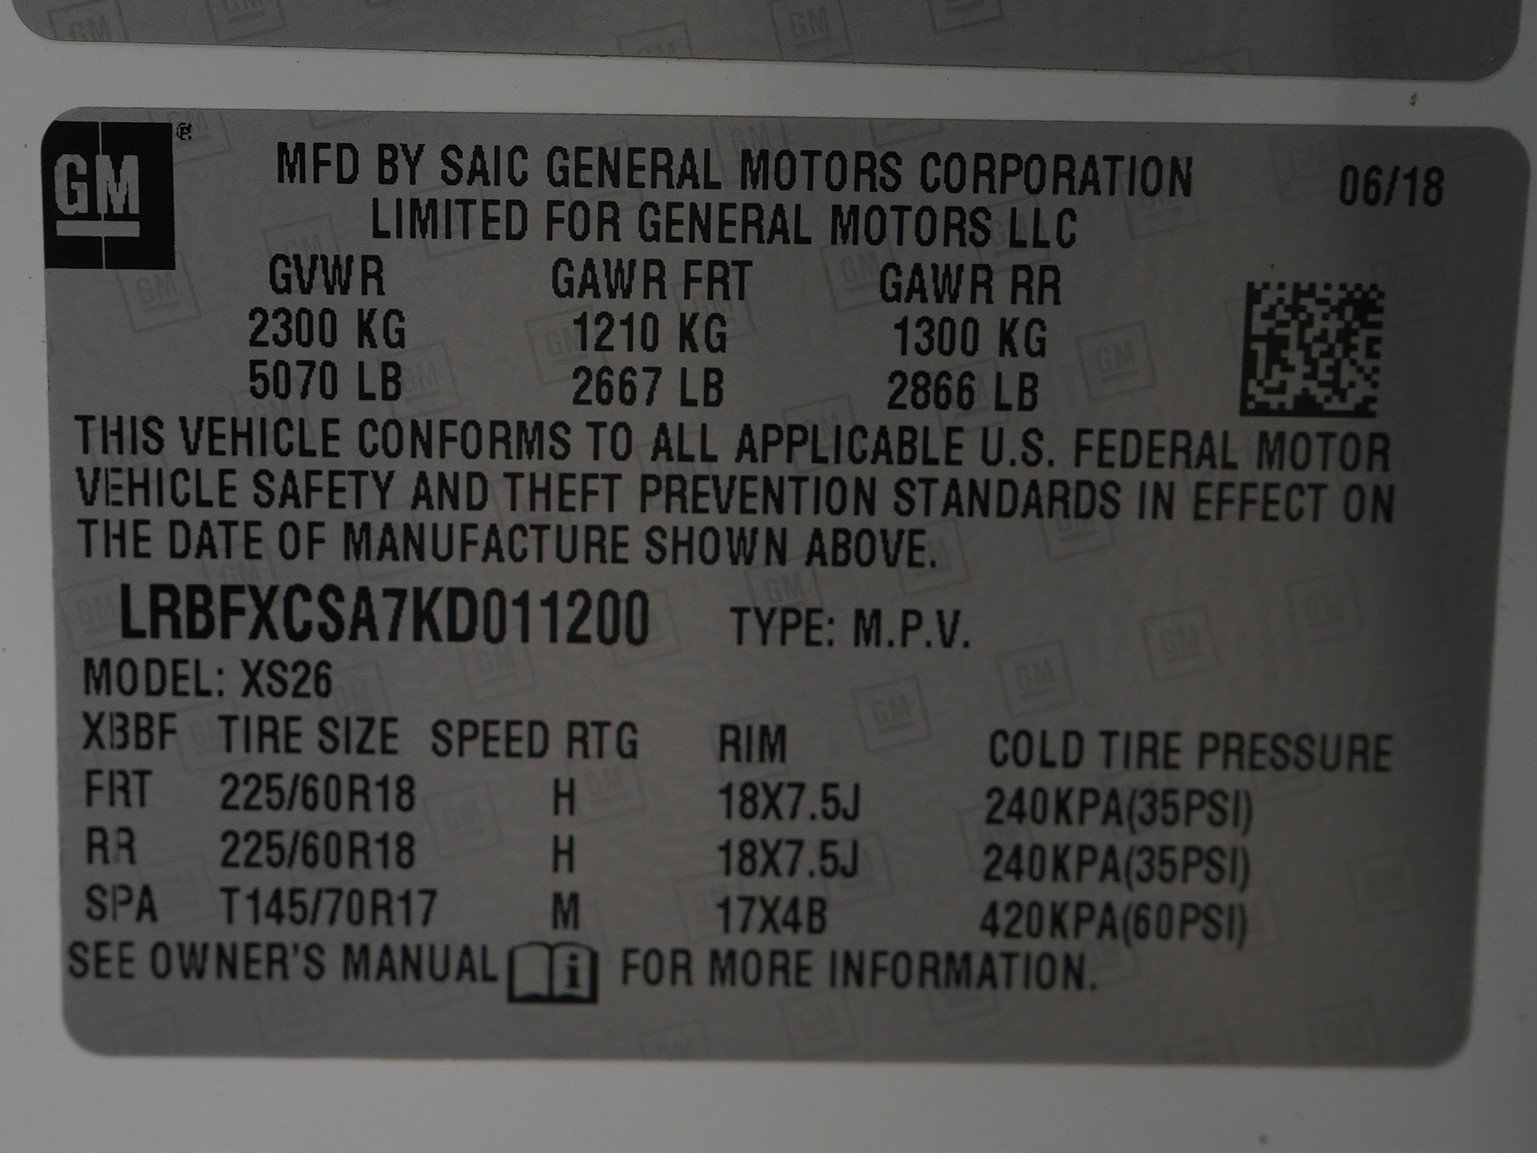 GM ®
MFD BY SAIC GENERAL MOTORS CORPORATION 06/18
LIMITED FOR GENERAL MOTORS LLC
GVWR GAWR FRT GAWR RR
2300 KG 1210 KG 1300 KG
5070 LB 2667 LB 2866 LB
THIS VEHICLE CONFORMS TO ALL APPLICABLE U.S. FEDERAL MOTOR
VEHICLE SAFETY AND THEFT PREVENTION STANDARDS IN EFFECT ON
THE DATE OF MANUFACTURE SHOWN ABOVE.
LRBFXCSA7KD011200 TYPE: M.P.V.
MODEL: XS26
XBBF TIRE SIZE SPEED RTG RIM COLD TIRE PRESSURE
FRT 225/60R18 H 18X7.5J 240KPA(35PSI)
RR 225/60R18 H 18X7.5J 240KPA(35PSI)
SPA T145/70R17 M 17X4B 420KPA(60PSI)
SEE OWNER'S MANUAL i FOR MORE INFORMATION.